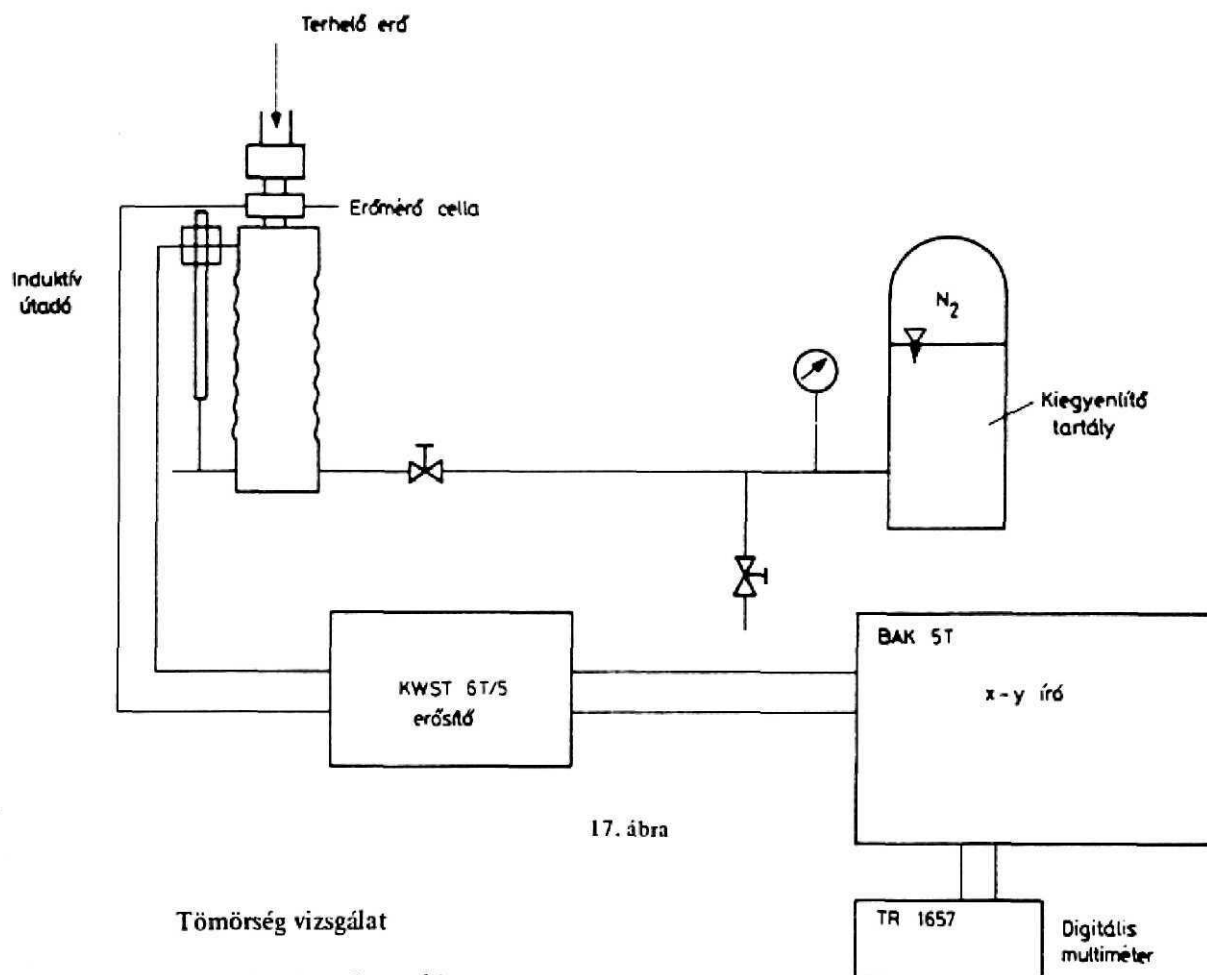 Terhelő erő
Erőmérő cella
Induktív
útadó
N2
Kiegyenlítő
tartály
KWST 6T/5
erősítő
BAK 5T
x-y író
17. ábra
Tömörség vizsgálat
TR 1657
Digitális
multiméter